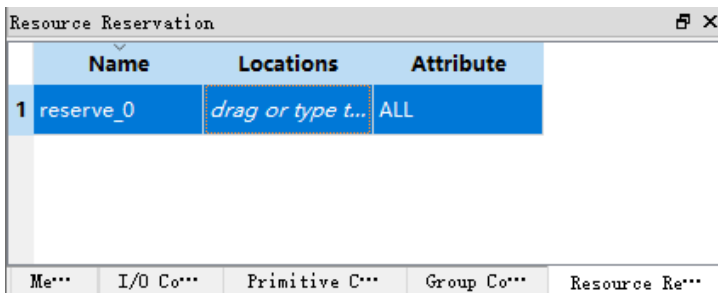 Resource Reservation
Name Locations Attribute
1 reserve_0 drag or type t... ALL
Me... I/O Co... Primitive C... Group Co... Resource Re...